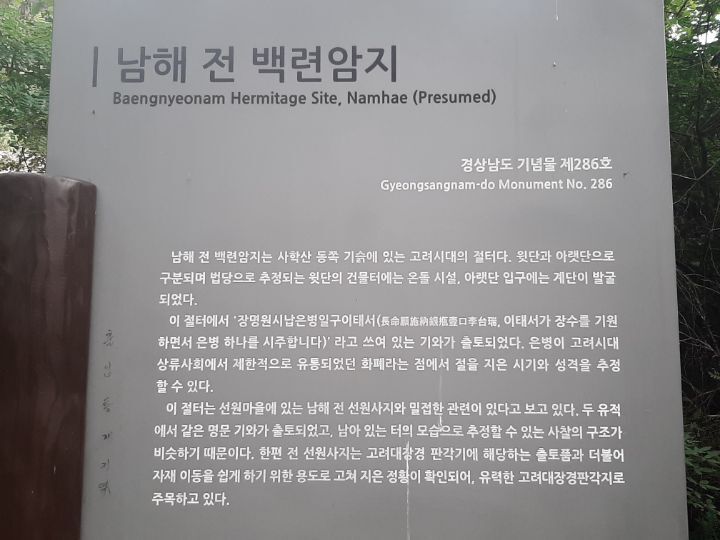 남해 전 백련암지
Baengnyeonam Hermitage Site, Namhae (Presumed)
경상남도 기념물 제286호
Gyeongsangnam-do Monument No. 286
남해 전 백련암지는 사학산 동쪽 기슭에 있는 고려시대의 절터다. 윗단과 아랫단으로
구분되며 법당으로 추정되는 윗단의 건물터에는 온돌 시설, 아랫단 입구에는 계단이 발굴
되었다.
이 절터에서 '장명원시납은병일구이태서(長命願施納銀甁壹口李台瑞, 이태서가 장수를 기원
하면서 은병 하나를 시주합니다)' 라고 쓰여 있는 기와가 출토되었다. 은병이 고려시대
상류사회에서 제한적으로 유통되었던 화폐라는 점에서 절을 지은 시기와 성격을 추정
할 수 있다.
이 절터는 선원마을에 있는 남해 전 선원사지와 밀접한 관련이 있다고 보고 있다. 두 유적
에서 같은 명문 기와가 출토되었고, 남아 있는 터의 모습으로 추정할 수 있는 사찰의 구조가
비슷하기 때문이다. 한편 전 선원사지는 고려대장경 판각기에 해당하는 출토품과 더불어
자재 이동을 쉽게 하기 위한 용도로 고쳐 지은 정황이 확인되어, 유력한 고려대장경판각지로
주목하고 있다.